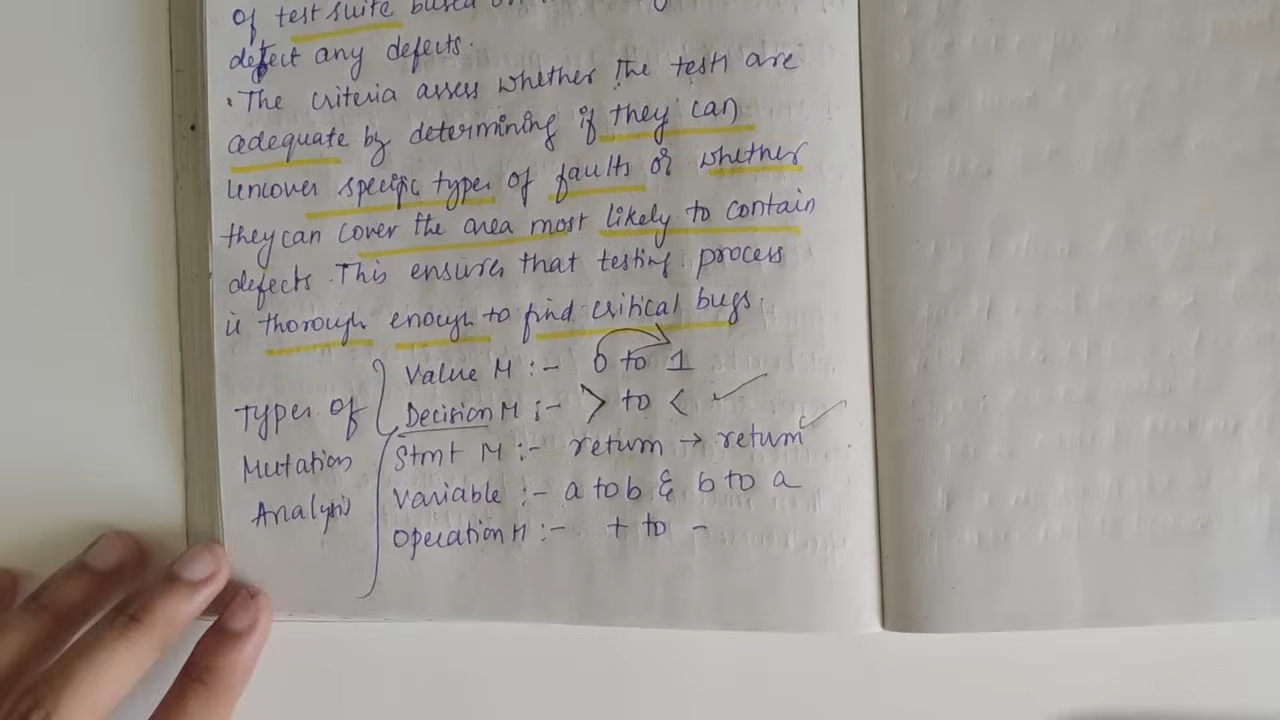 of test suite based
defect any defects.
• The criteria assess whether the tests are
adequate by determining if they can
uncover specific types of faults or whether
they can cover the area most likely to contain
defects. This ensures that testing process
is thorough enough to find critical bugs.
Types of Mutation Analysis
Value M :- 0 to 1
Decision M :- > to <
Stmt M :- return → return
Variable :- a to b & b to a
Operation M :- + to -